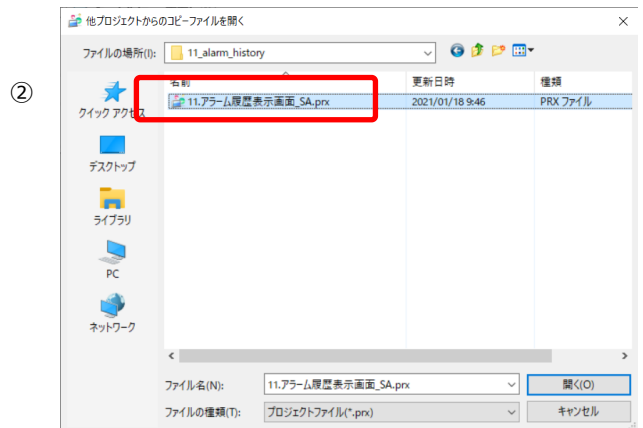 他プロジェクトからのコピーファイルを開く
ファイルの場所(I): 11_alarm_history
②
名前 更新日時 種類
11.アラーム履歴表示画面_SA.prx 2021/01/18 9:46 PRX ファイル
クイック アクセス
デスクトップ
ライブラリ
PC
ネットワーク
ファイル名(N): 11.アラーム履歴表示画面_SA.prx 開く(O)
ファイルの種類(T): プロジェクトファイル(*.prx) キャンセル